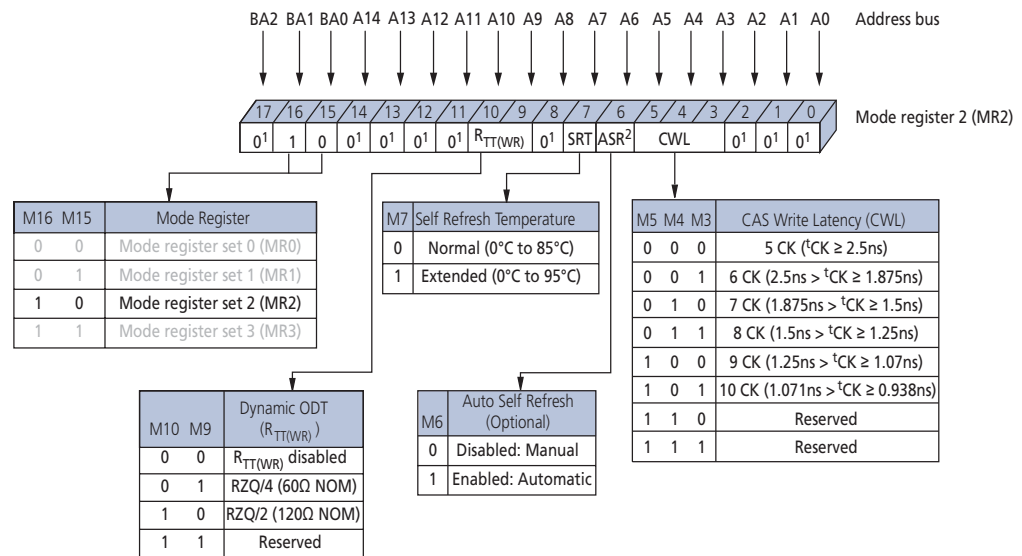 BA2 BA1 BA0 A14 A13 A12 A11 A10 A9 A8 A7 A6 A5 A4 A3 A2 A1 A0 Address bus
17 16 15 14 13 12 11 10 9 8 7 6 5 4 3 2 1 0
Mode register 2 (MR2)
0¹ 1 0 0¹ 0¹ 0¹ 0¹ RTT(WR) 0¹ SRT ASR² CWL 0¹ 0¹ 0¹
M16 M15 Mode Register
0 0 Mode register set 0 (MR0)
0 1 Mode register set 1 (MR1)
1 0 Mode register set 2 (MR2)
1 1 Mode register set 3 (MR3)
M7 Self Refresh Temperature
0 Normal (0°C to 85°C)
1 Extended (0°C to 95°C)
M5 M4 M3 CAS Write Latency (CWL)
0 0 0 5 CK (ᵗCK ≥ 2.5ns)
0 0 1 6 CK (2.5ns > ᵗCK ≥ 1.875ns)
0 1 0 7 CK (1.875ns > ᵗCK ≥ 1.5ns)
0 1 1 8 CK (1.5ns > ᵗCK ≥ 1.25ns)
1 0 0 9 CK (1.25ns > ᵗCK ≥ 1.07ns)
1 0 1 10 CK (1.071ns > ᵗCK ≥ 0.938ns)
1 1 0 Reserved
1 1 1 Reserved
M10 M9 Dynamic ODT
(RTT(WR) )
0 0 RTT(WR) disabled
0 1 RZQ/4 (60Ω NOM)
1 0 RZQ/2 (120Ω NOM)
1 1 Reserved
M6 Auto Self Refresh
(Optional)
0 Disabled: Manual
1 Enabled: Automatic